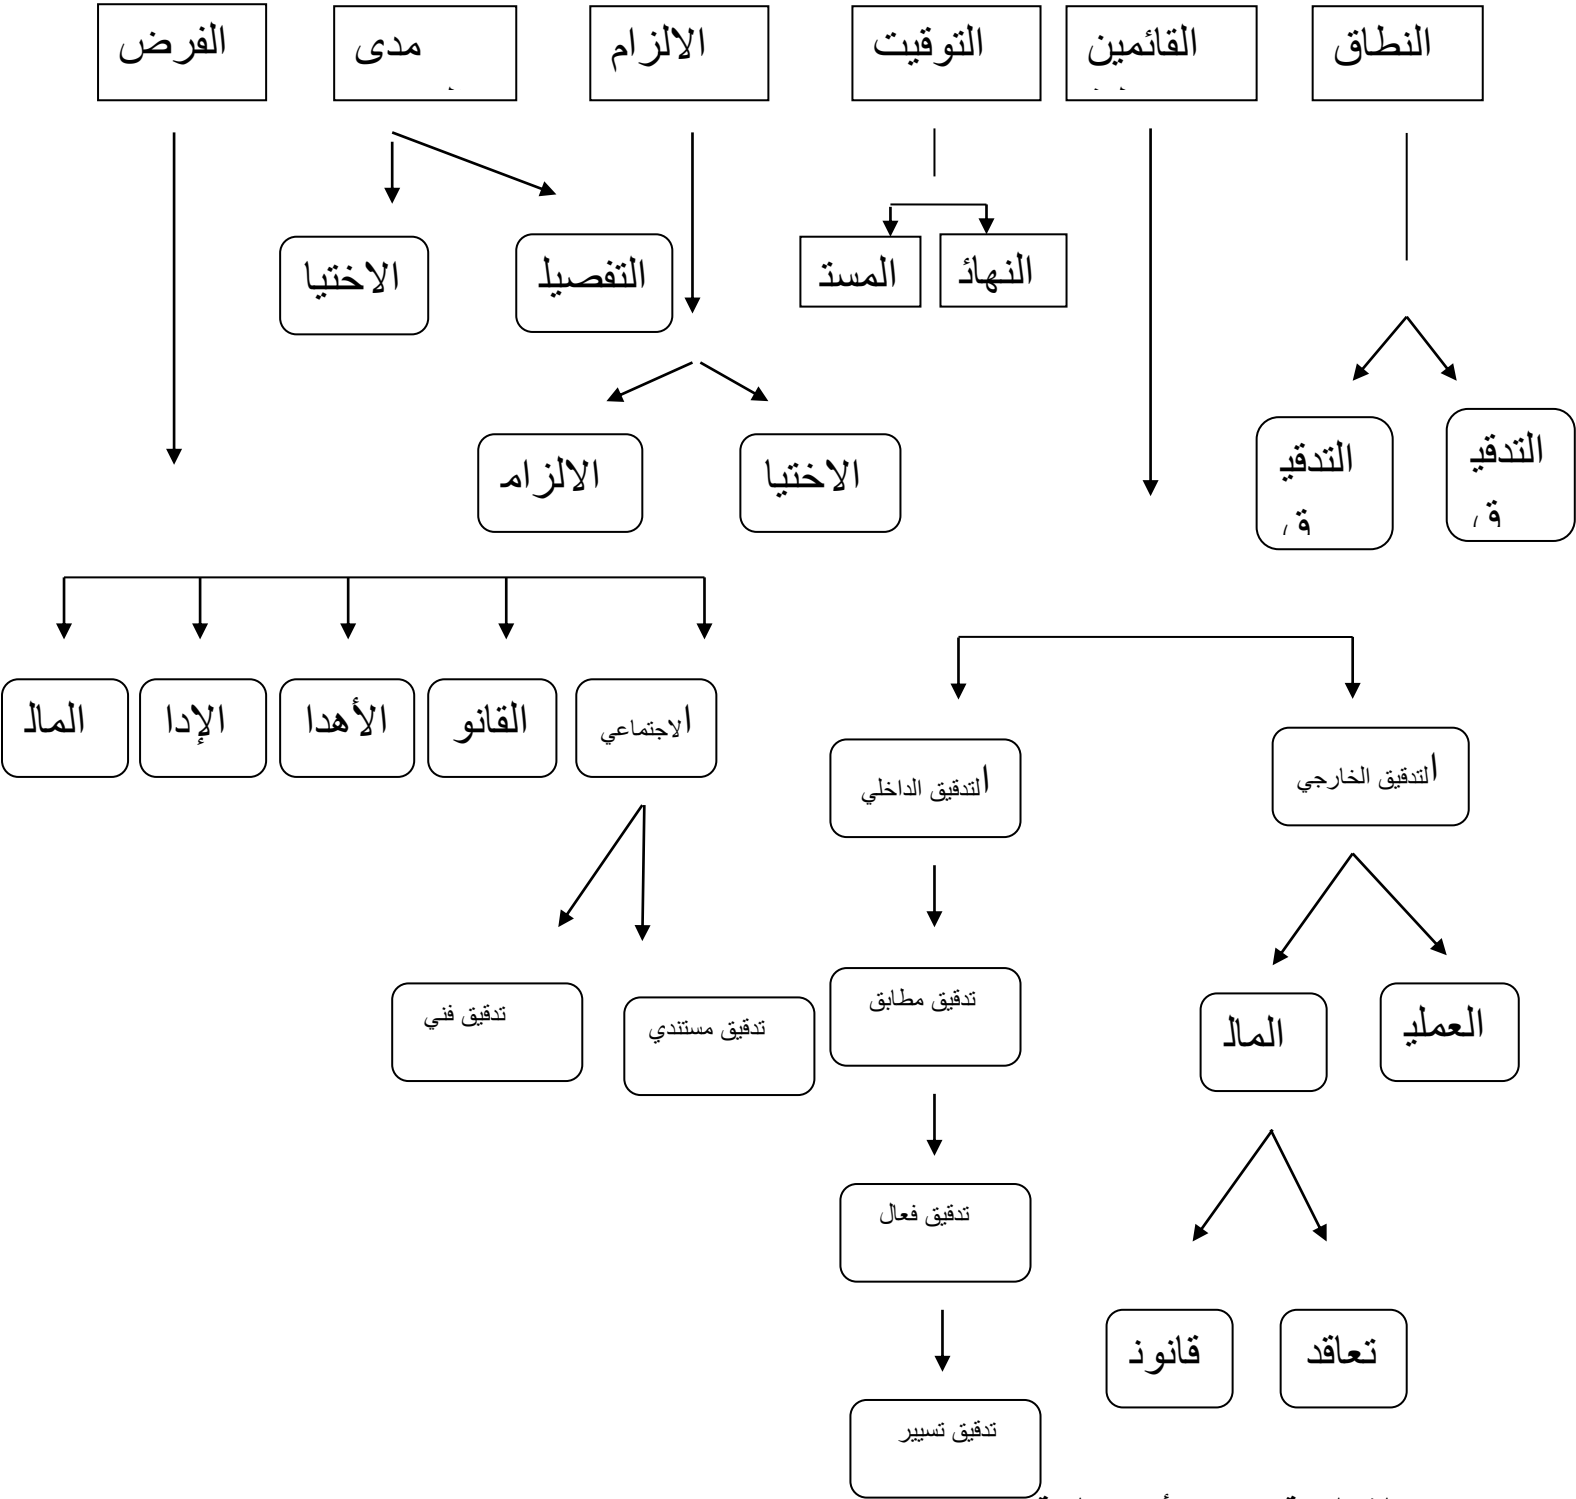 النطاق
القائمين
التوقيت
الالزام
مدى
الفرض
النهائ
المست
التفصيل
الاختيا
التدقي
ق
التدقي
ق
الاختيا
الالزام
الاجتماعي
القانو
الأهدا
الإدا
المال
التدقيق الخارجي
التدقيق الداخلي
العملي
المال
تدقيق مطابق
تدقيق مستندي
تدقيق فني
تدقيق فعال
تعاقد
قانون
تدقيق تسيير